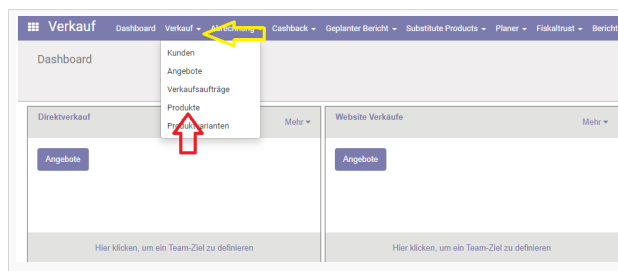 Verkauf Dashboard Verkauf Abrechnung Cashback Geplanter Bericht Substitute Products Planer Fiskaltrust Bericht
Dashboard
Kunden
Angebote
Verkaufsaufträge
Produkte
Produktvarianten
Direktverkauf Mehr
Website Verkäufe Mehr
Angebote
Angebote
Hier klicken, um ein Team-Ziel zu definieren
Hier klicken, um ein Team-Ziel zu definieren